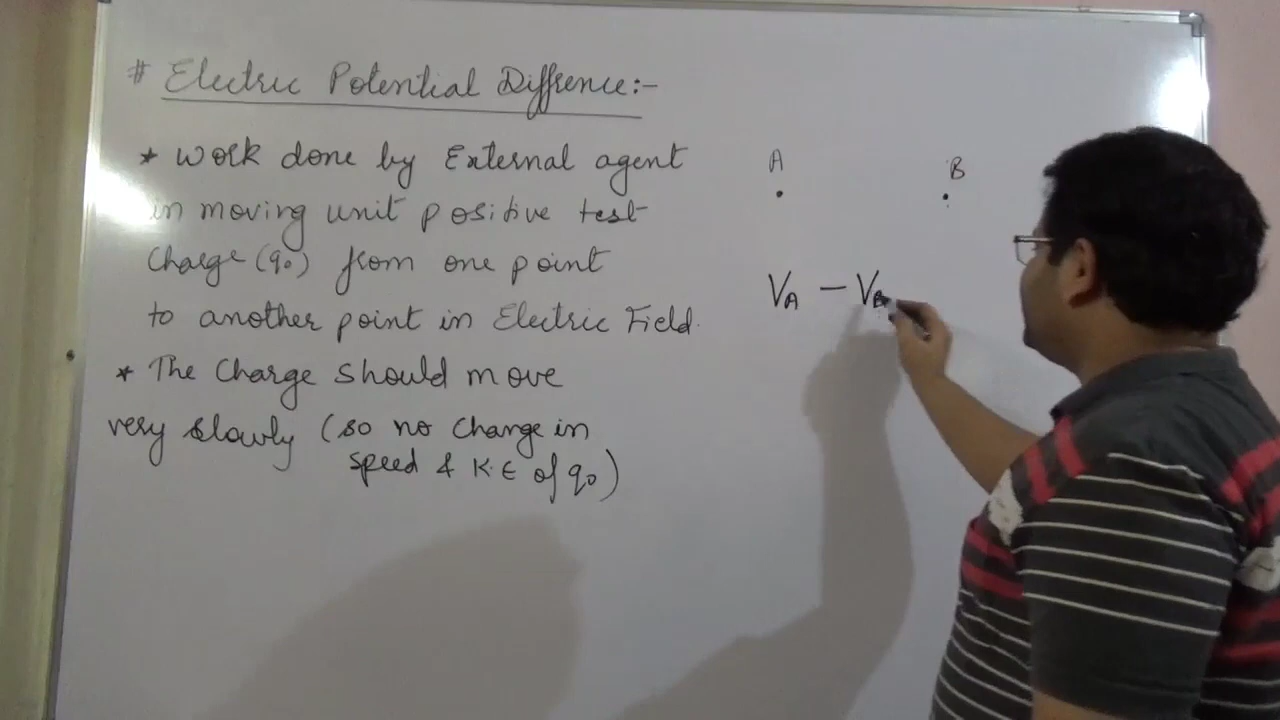 # Electric Potential Diffrence:-
* Work done by External agent
in moving unit positive test
Charge (q₀) from one point
to another point in Electric Field.
* The Charge should move
very slowly (so no Change in
speed & K.E of q₀)
A B
V_A - V_B